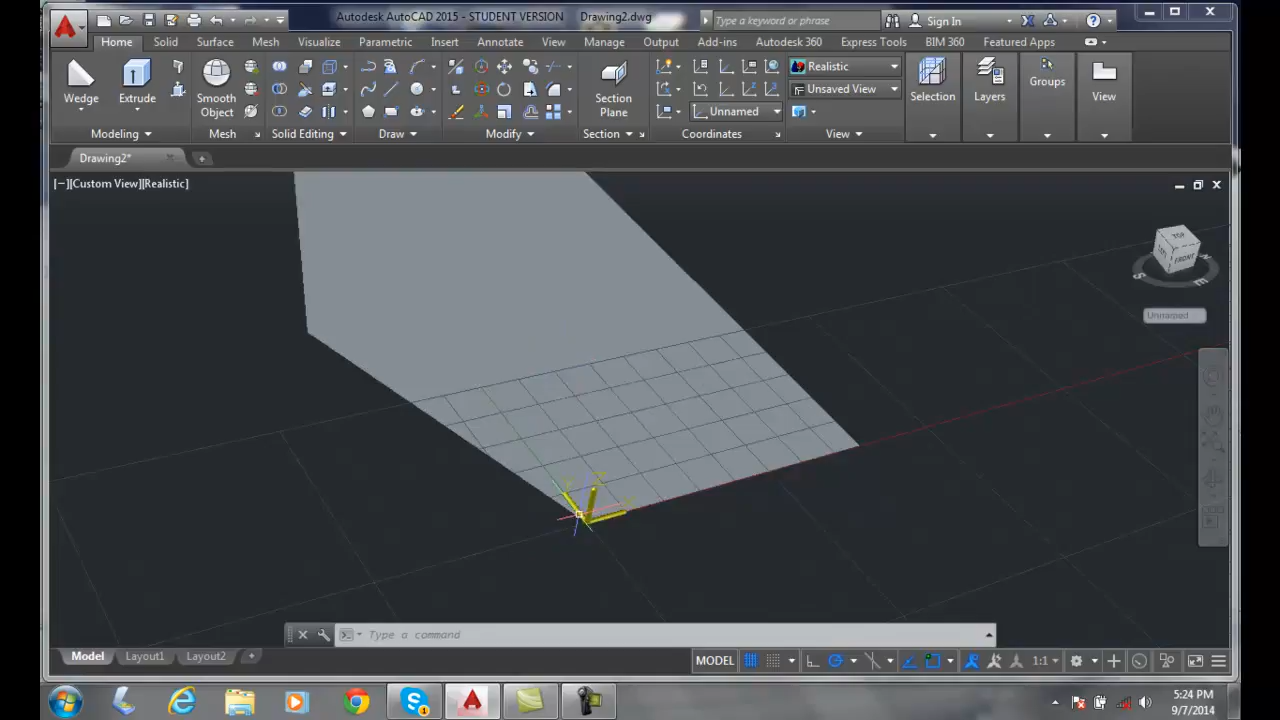 Autodesk AutoCAD 2015 - STUDENT VERSION Drawing2.dwg
Type a keyword or phrase
Sign In
Home Solid Surface Mesh Visualize Parametric Insert Annotate View Manage Output Add-ins Autodesk 360 Express Tools BIM 360 Featured Apps
Wedge
Extrude
Smooth
Object
Section
Plane
Realistic
Unsaved View
Unnamed
Selection
Layers
Groups
View
Modeling Mesh Solid Editing Draw Modify Section Coordinates View
Drawing2*
[−][Custom View][Realistic]
TOP
FRONT
S
E
Unnamed
Type a command
Model Layout1 Layout2
MODEL
1:1
5:24 PM
9/7/2014